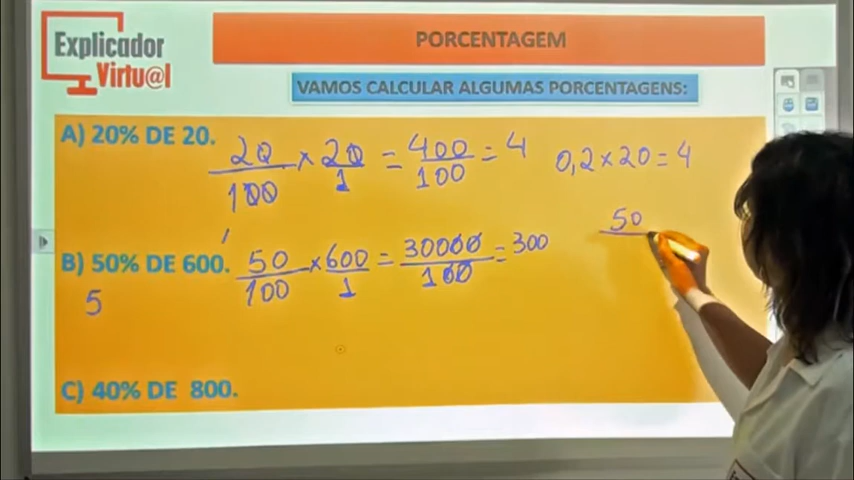 Explicador
Virtu@l
PORCENTAGEM
VAMOS CALCULAR ALGUMAS PORCENTAGENS:
A) 20% DE 20.
20/100 × 20/1 = 400/100 = 4
0,2 × 20 = 4
B) 50% DE 600.
50/100 × 600/1 = 30000/100 = 300
50
5
C) 40% DE 800.